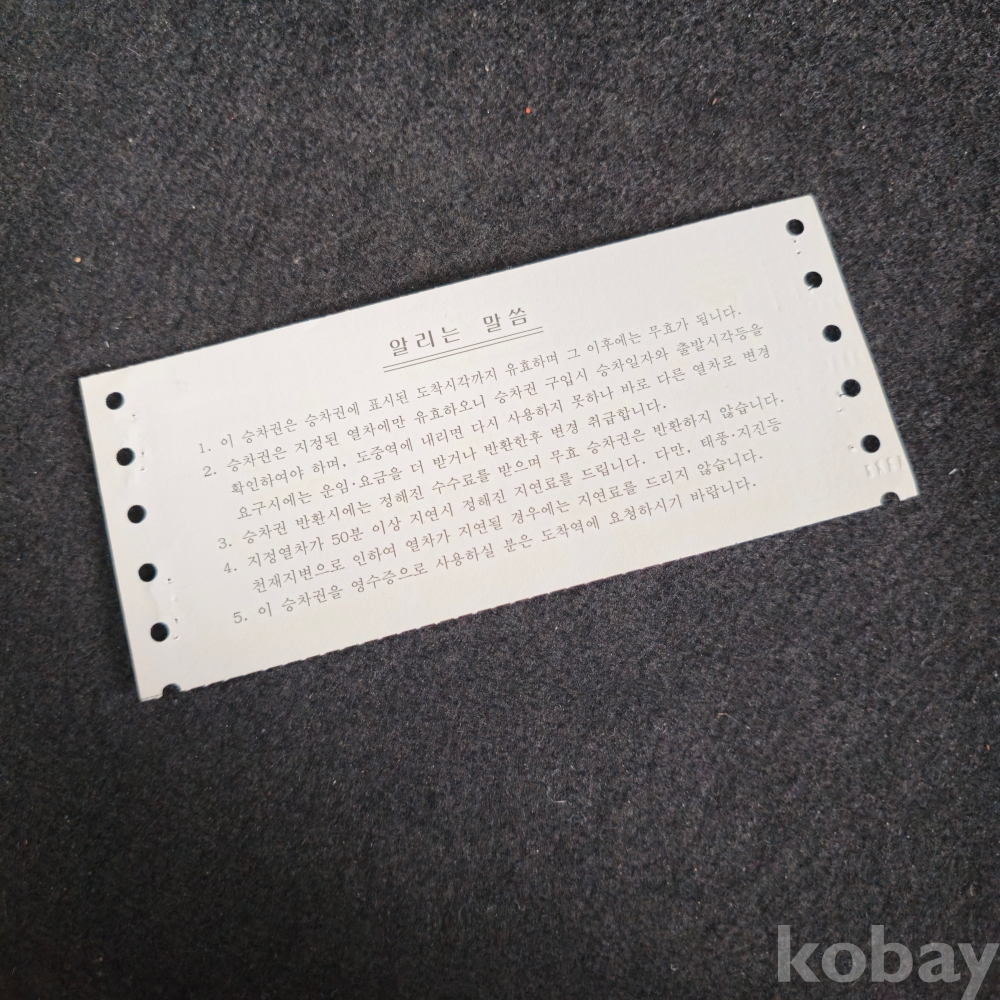 알리는 말씀
1. 이 승차권은 승차권에 표시된 도착시각까지 유효하며 그 이후에는 무효가 됩니다.
2. 승차권은 지정된 열차에만 유효하오니 승차권 구입시 승차일자와 출발시각등을
확인하여야 하며, 도중역에 내리면 다시 사용하지 못하나 바로 다른 열차로 변경
요구시에는 운임·요금을 더 받거나 반환한후 변경 취급합니다.
3. 승차권 반환시에는 정해진 수수료를 받으며 무효 승차권은 반환하지 않습니다.
4. 지정열차가 50분 이상 지연시 정해진 지연료를 드립니다. 다만, 태풍·지진등
천재지변으로 인하여 열차가 지연될 경우에는 지연료를 드리지 않습니다.
5. 이 승차권을 영수증으로 사용하실 분은 도착역에 요청하시기 바랍니다.
kobay